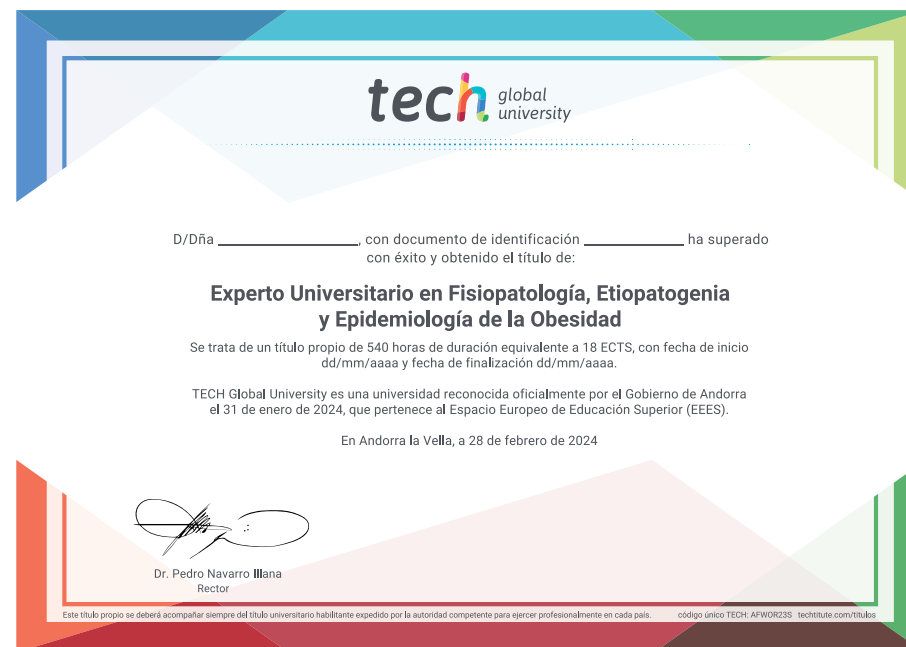 tech global university
D/Dña ____________________, con documento de identificación ______________ ha superado
con éxito y obtenido el título de:
Experto Universitario en Fisiopatología, Etiopatogenia
y Epidemiología de la Obesidad
Se trata de un título propio de 540 horas de duración equivalente a 18 ECTS, con fecha de inicio
dd/mm/aaaa y fecha de finalización dd/mm/aaaa.
TECH Global University es una universidad reconocida oficialmente por el Gobierno de Andorra
el 31 de enero de 2024, que pertenece al Espacio Europeo de Educación Superior (EEES).
En Andorra la Vella, a 28 de febrero de 2024
Dr. Pedro Navarro Illana
Rector
Este título propio se deberá acompañar siempre del título universitario habilitante expedido por la autoridad competente para ejercer profesionalmente en cada país. código único TECH: AFWOR23S techtitute.com/titulos